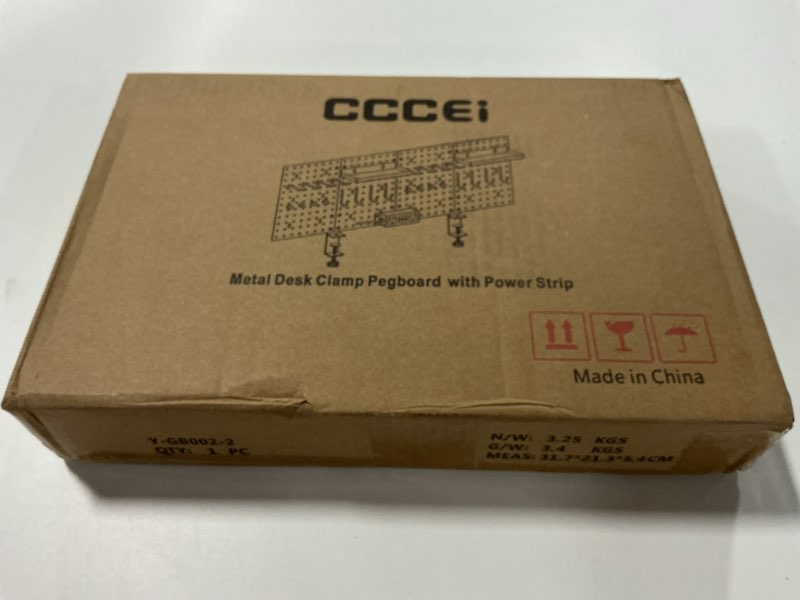 CCCEi
Metal Desk Clamp Pegboard with Power Strip
Made in China
Y-GB002-2
QTY: 1 PC
N/W: 3.25 KGS
G/W: 3.4 KGS
MEAS: 31.7*21.3*5.4CM